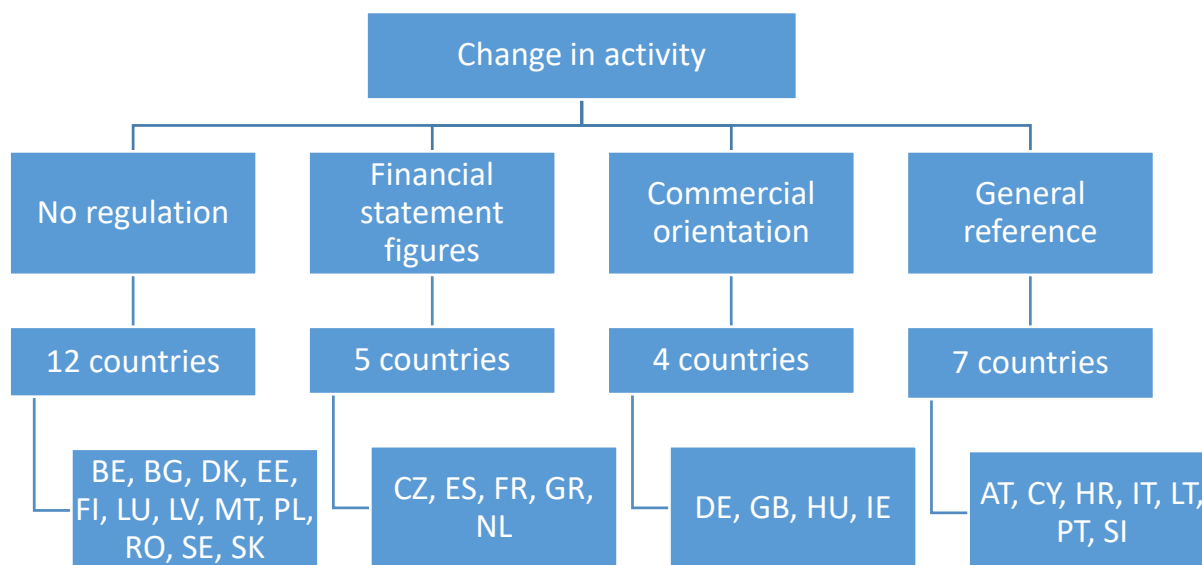 Change in activity
No regulation
Financial
statement
figures
Commercial
orientation
General
reference
12 countries
5 countries
4 countries
7 countries
BE, BG, DK, EE,
FI, LU, LV, MT, PL,
RO, SE, SK
CZ, ES, FR, GR,
NL
DE, GB, HU, IE
AT, CY, HR, IT, LT,
PT, SI